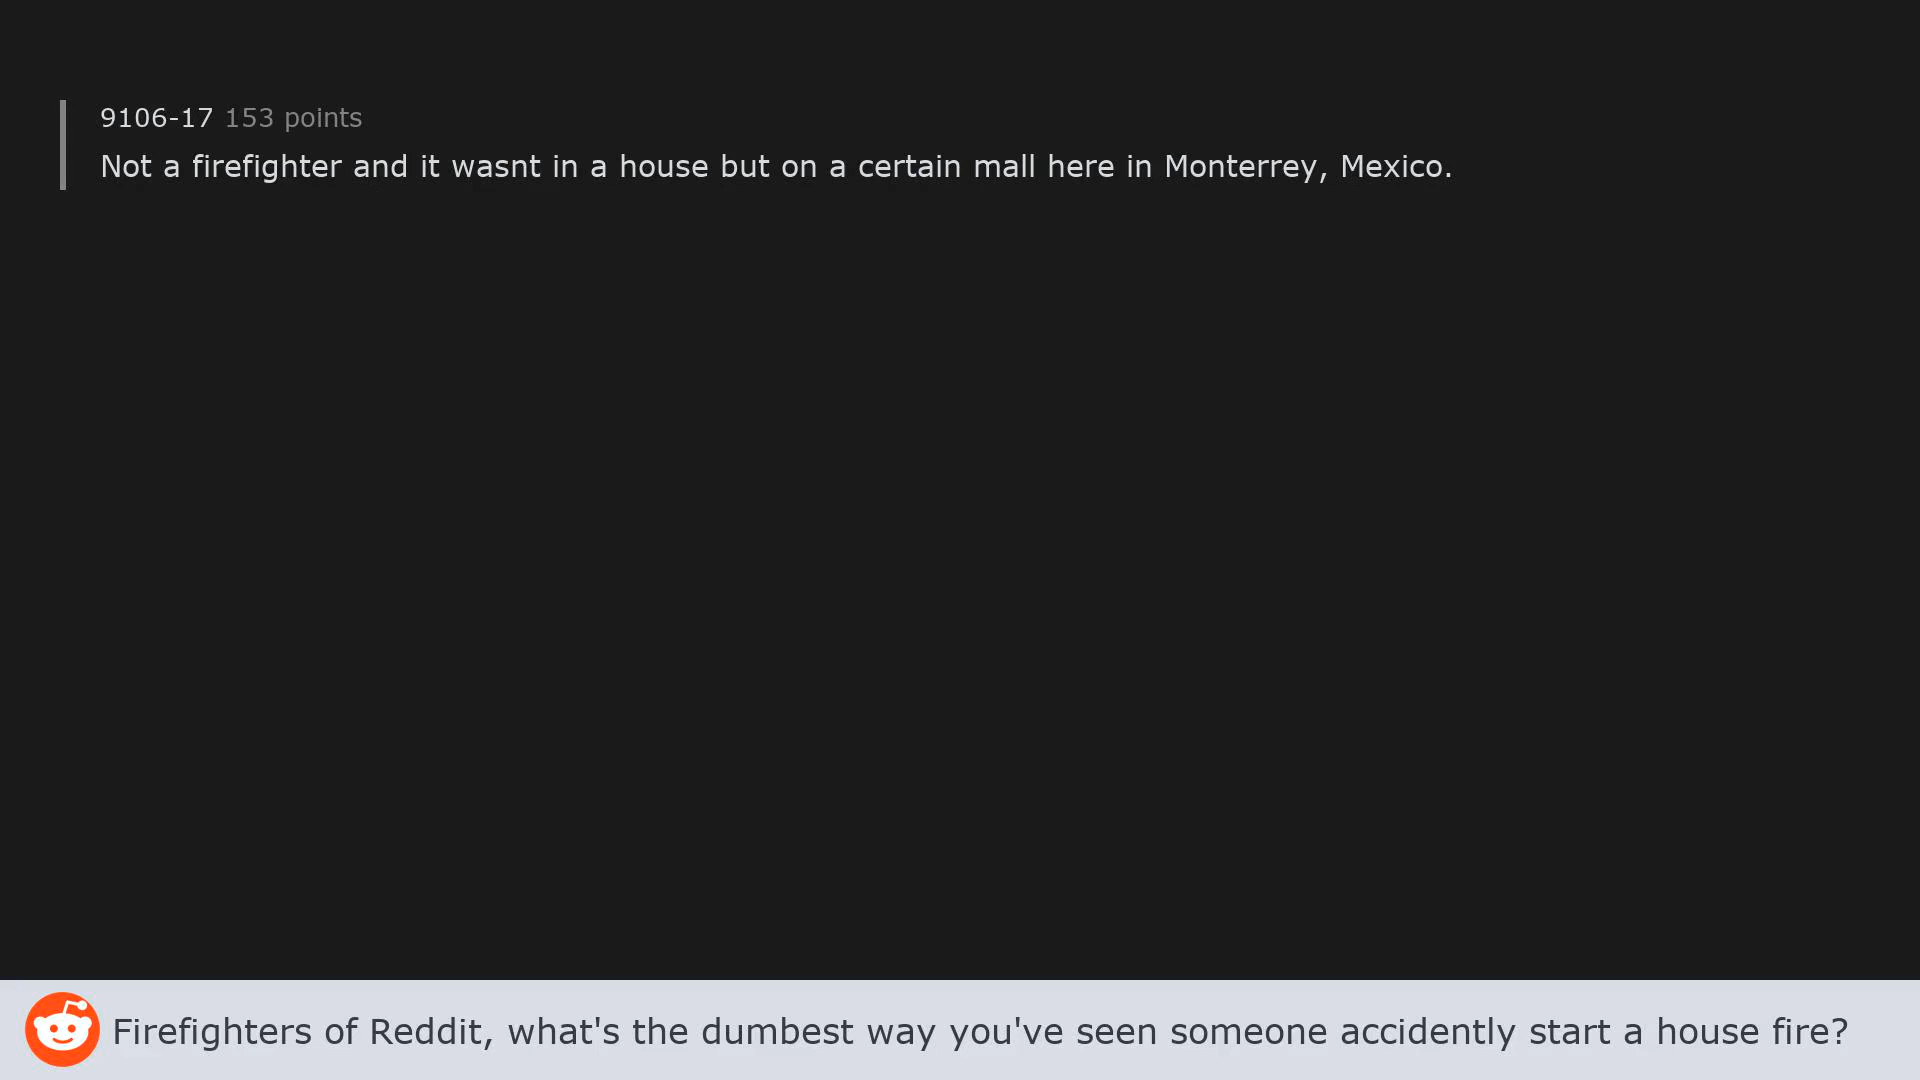 9106-17 153 points
Not a firefighter and it wasnt in a house but on a certain mall here in Monterrey, Mexico.
Firefighters of Reddit, what's the dumbest way you've seen someone accidently start a house fire?